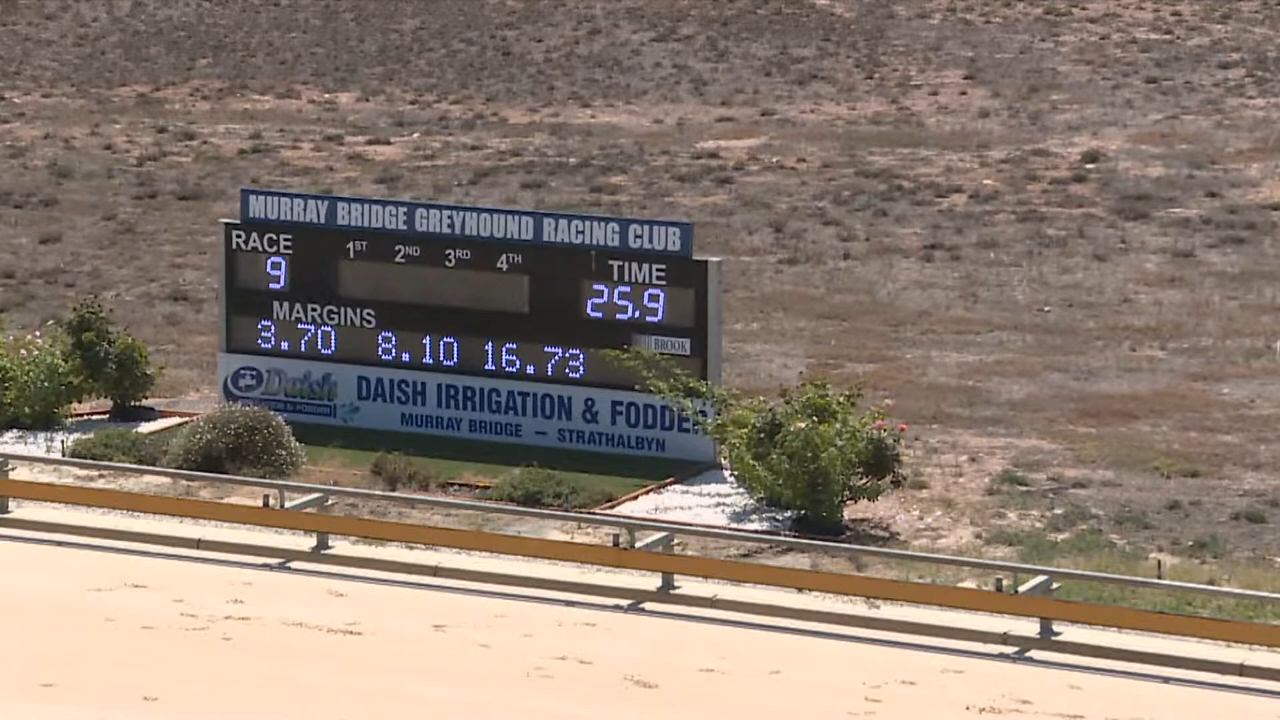 MURRAY BRIDGE GREYHOUND RACING CLUB
RACE 1ST 2ND 3RD 4TH TIME
9 25.9
MARGINS
3.70 8.10 16.73
BROOK
Daish
DAISH IRRIGATION & FODDER
MURRAY BRIDGE – STRATHALBYN